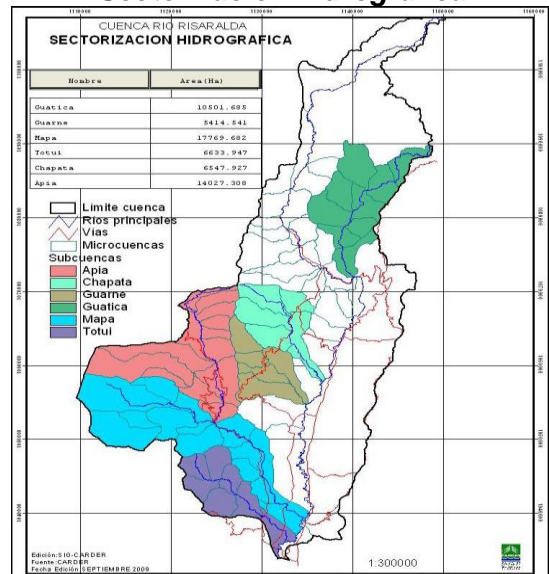 CUENCA RIO RISARALDA
SECTORIZACION HIDROGRAFICA
Nombre Area(Ha)
Guatica 10501.685
Guarne 5414.541
Mapa 17769.682
Totui 6633.947
Chapata 6547.927
Apia 14027.308
Limite cuenca
Rios principales
Vias
Microcuencas
Subcuencas
Apia
Chapata
Guarne
Guatica
Mapa
Totui
Edición:SIG-CARDER
Fuente:CARDER
Fecha Edición:SEPTIEMBRE 2009
1:300000